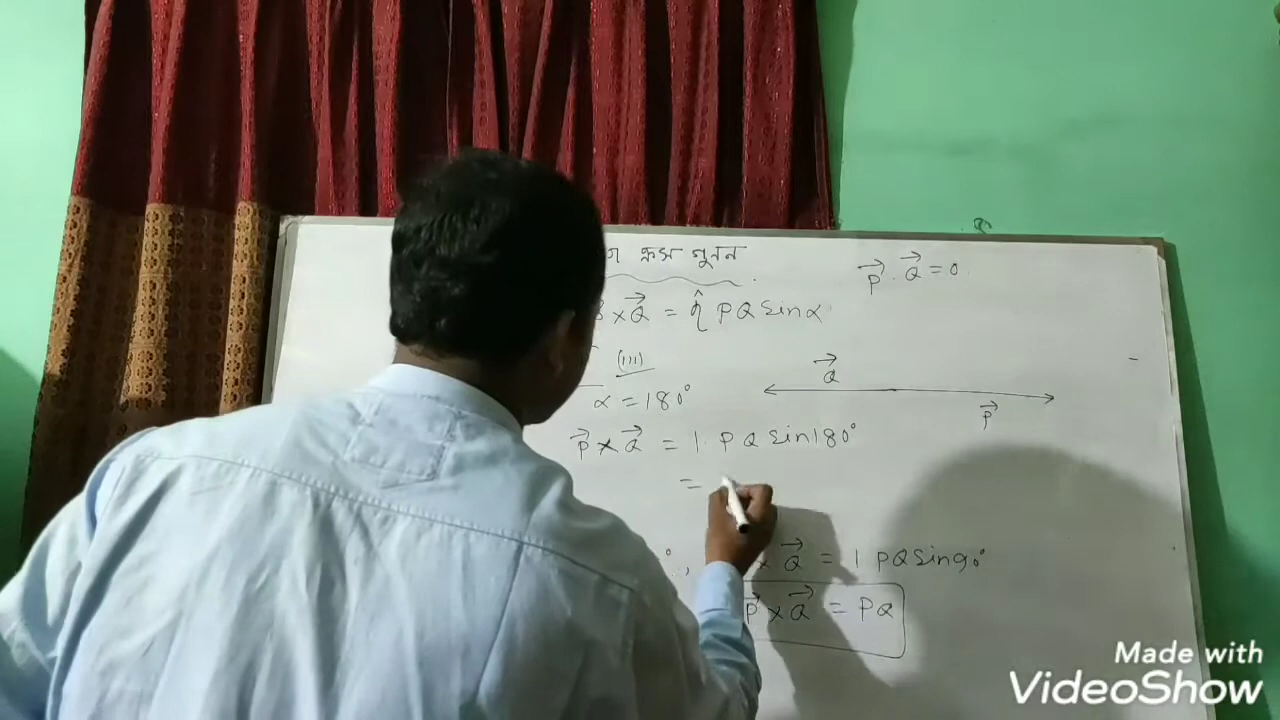 ক্রস গুনন
P⃗ . Q⃗ = 0
×Q⃗ = η̂ PQ Sinα
(iii)
α = 180°
Q⃗
P⃗
P⃗ × Q⃗ = 1 . PQ Sin180°
=
°, × Q⃗ = 1 PQ Sin90°
P⃗ × Q⃗ = PQ
Made with
VideoShow